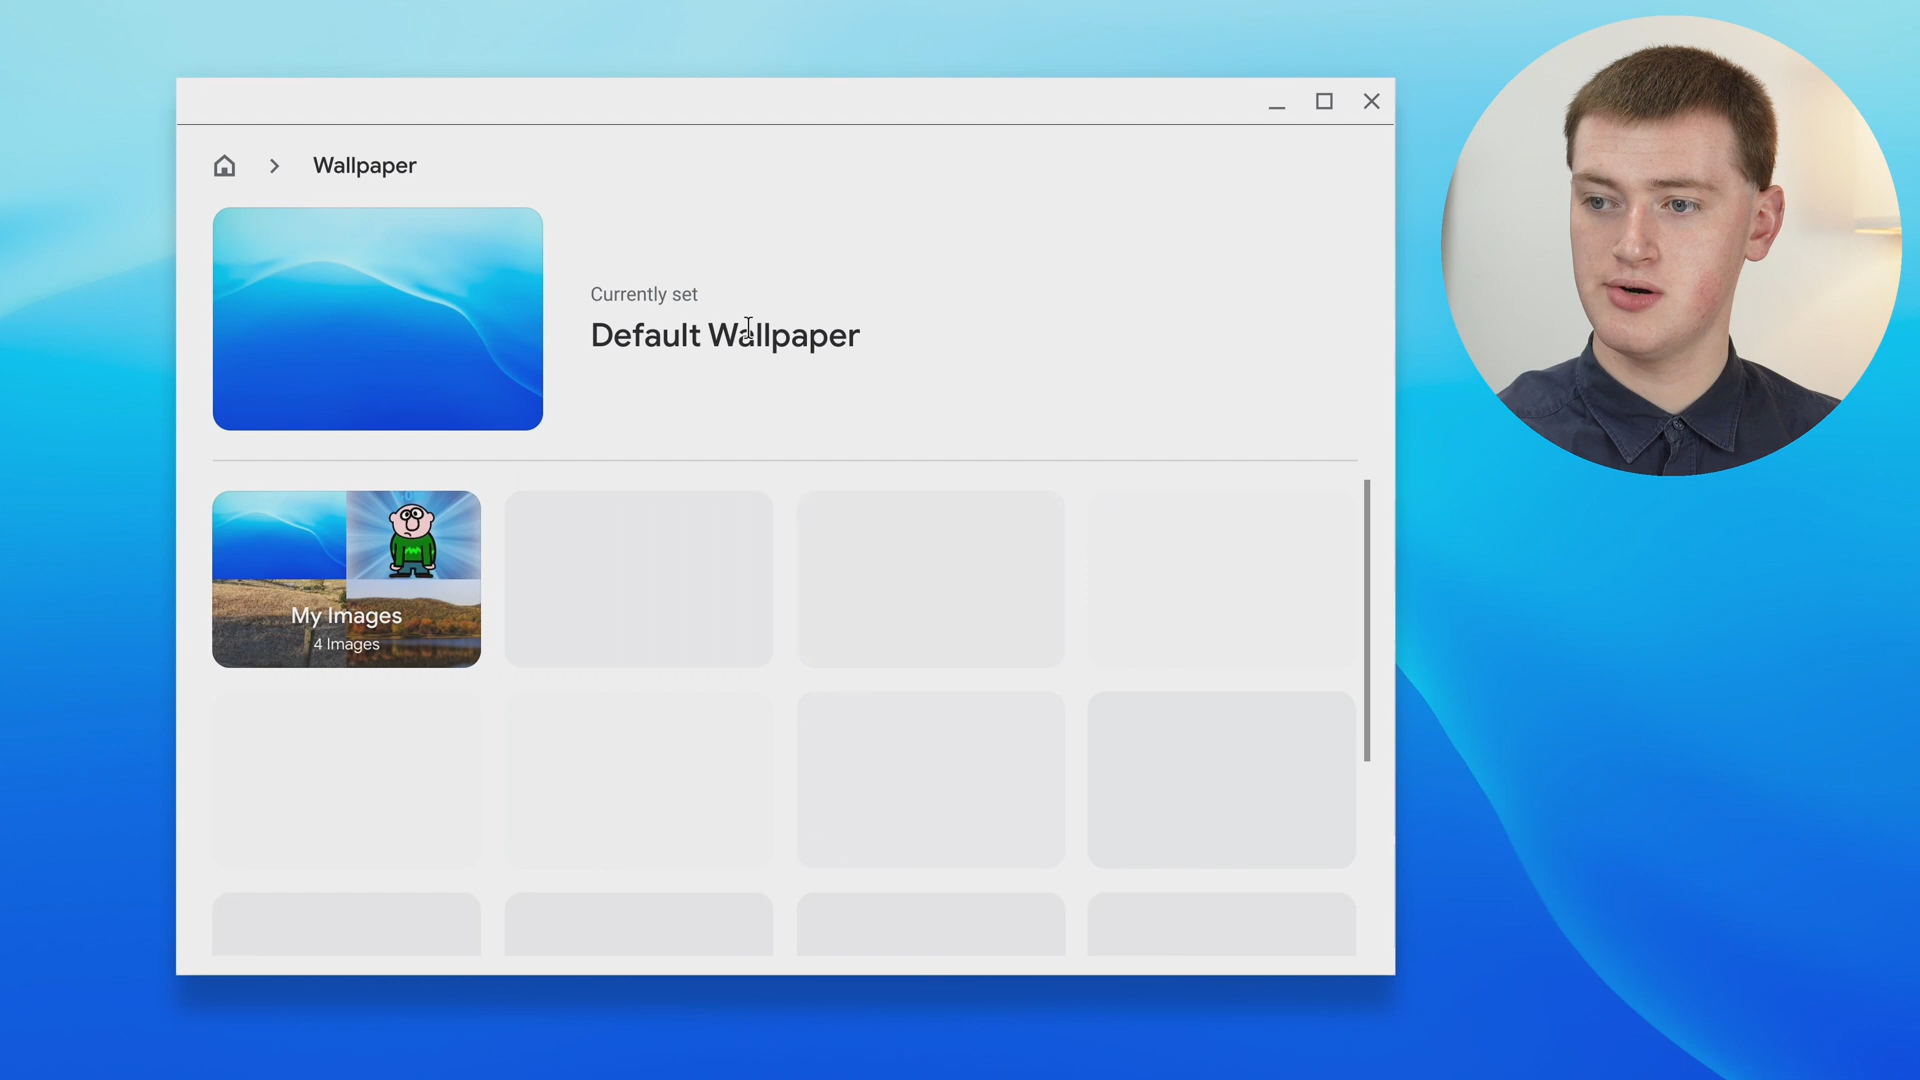 Wallpaper
Currently set
Default Wallpaper
My Images
4 Images